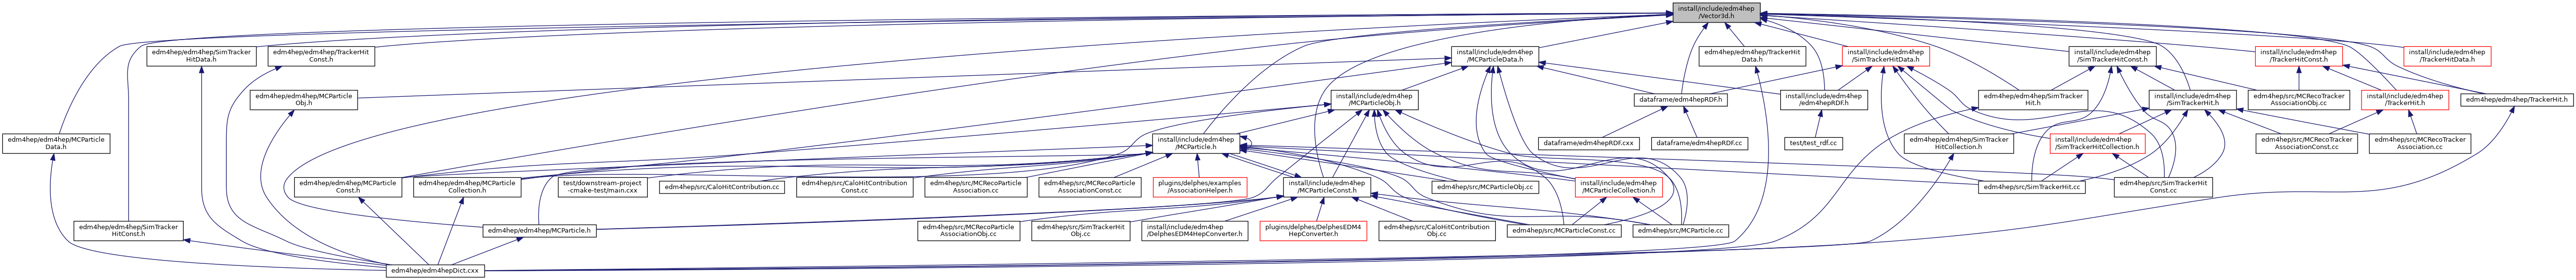 install/include/edm4hep
/Vector3d.h
edm4hep/edm4hep/SimTracker
HitData.h
edm4hep/edm4hep/TrackerHit
Const.h
install/include/edm4hep
/MCParticleData.h
edm4hep/edm4hep/TrackerHit
Data.h
install/include/edm4hep
/SimTrackerHitData.h
install/include/edm4hep
/SimTrackerHitConst.h
install/include/edm4hep
/TrackerHitConst.h
install/include/edm4hep
/TrackerHitData.h
edm4hep/edm4hep/MCParticle
Obj.h
install/include/edm4hep
/MCParticleObj.h
dataframe/edm4hepRDF.h
install/include/edm4hep
/edm4hepRDF.h
edm4hep/edm4hep/SimTracker
Hit.h
install/include/edm4hep
/SimTrackerHit.h
edm4hep/src/MCRecoTracker
AssociationObj.cc
install/include/edm4hep
/TrackerHit.h
edm4hep/edm4hep/TrackerHit.h
edm4hep/edm4hep/MCParticle
Data.h
install/include/edm4hep
/MCParticle.h
dataframe/edm4hepRDF.cxx
dataframe/edm4hepRDF.cc
test/test_rdf.cc
edm4hep/edm4hep/SimTracker
HitCollection.h
install/include/edm4hep
/SimTrackerHitCollection.h
edm4hep/src/MCRecoTracker
AssociationConst.cc
edm4hep/src/MCRecoTracker
Association.cc
edm4hep/edm4hep/MCParticle
Const.h
edm4hep/edm4hep/MCParticle
Collection.h
test/downstream-project
-cmake-test/main.cxx
edm4hep/src/CaloHitContribution.cc
edm4hep/src/CaloHitContribution
Const.cc
edm4hep/src/MCRecoParticle
Association.cc
edm4hep/src/MCRecoParticle
AssociationConst.cc
plugins/delphes/examples
/AssociationHelper.h
install/include/edm4hep
/MCParticleConst.h
edm4hep/src/MCParticleObj.cc
install/include/edm4hep
/MCParticleCollection.h
edm4hep/src/SimTrackerHit.cc
edm4hep/src/SimTrackerHit
Const.cc
edm4hep/edm4hep/SimTracker
HitConst.h
edm4hep/edm4hep/MCParticle.h
edm4hep/src/MCRecoParticle
AssociationObj.cc
edm4hep/src/SimTrackerHit
Obj.cc
install/include/edm4hep
/DelphesEDM4HepConverter.h
plugins/delphes/DelphesEDM4
HepConverter.h
edm4hep/src/CaloHitContribution
Obj.cc
edm4hep/src/MCParticleConst.cc
edm4hep/src/MCParticle.cc
edm4hep/edm4hepDict.cxx